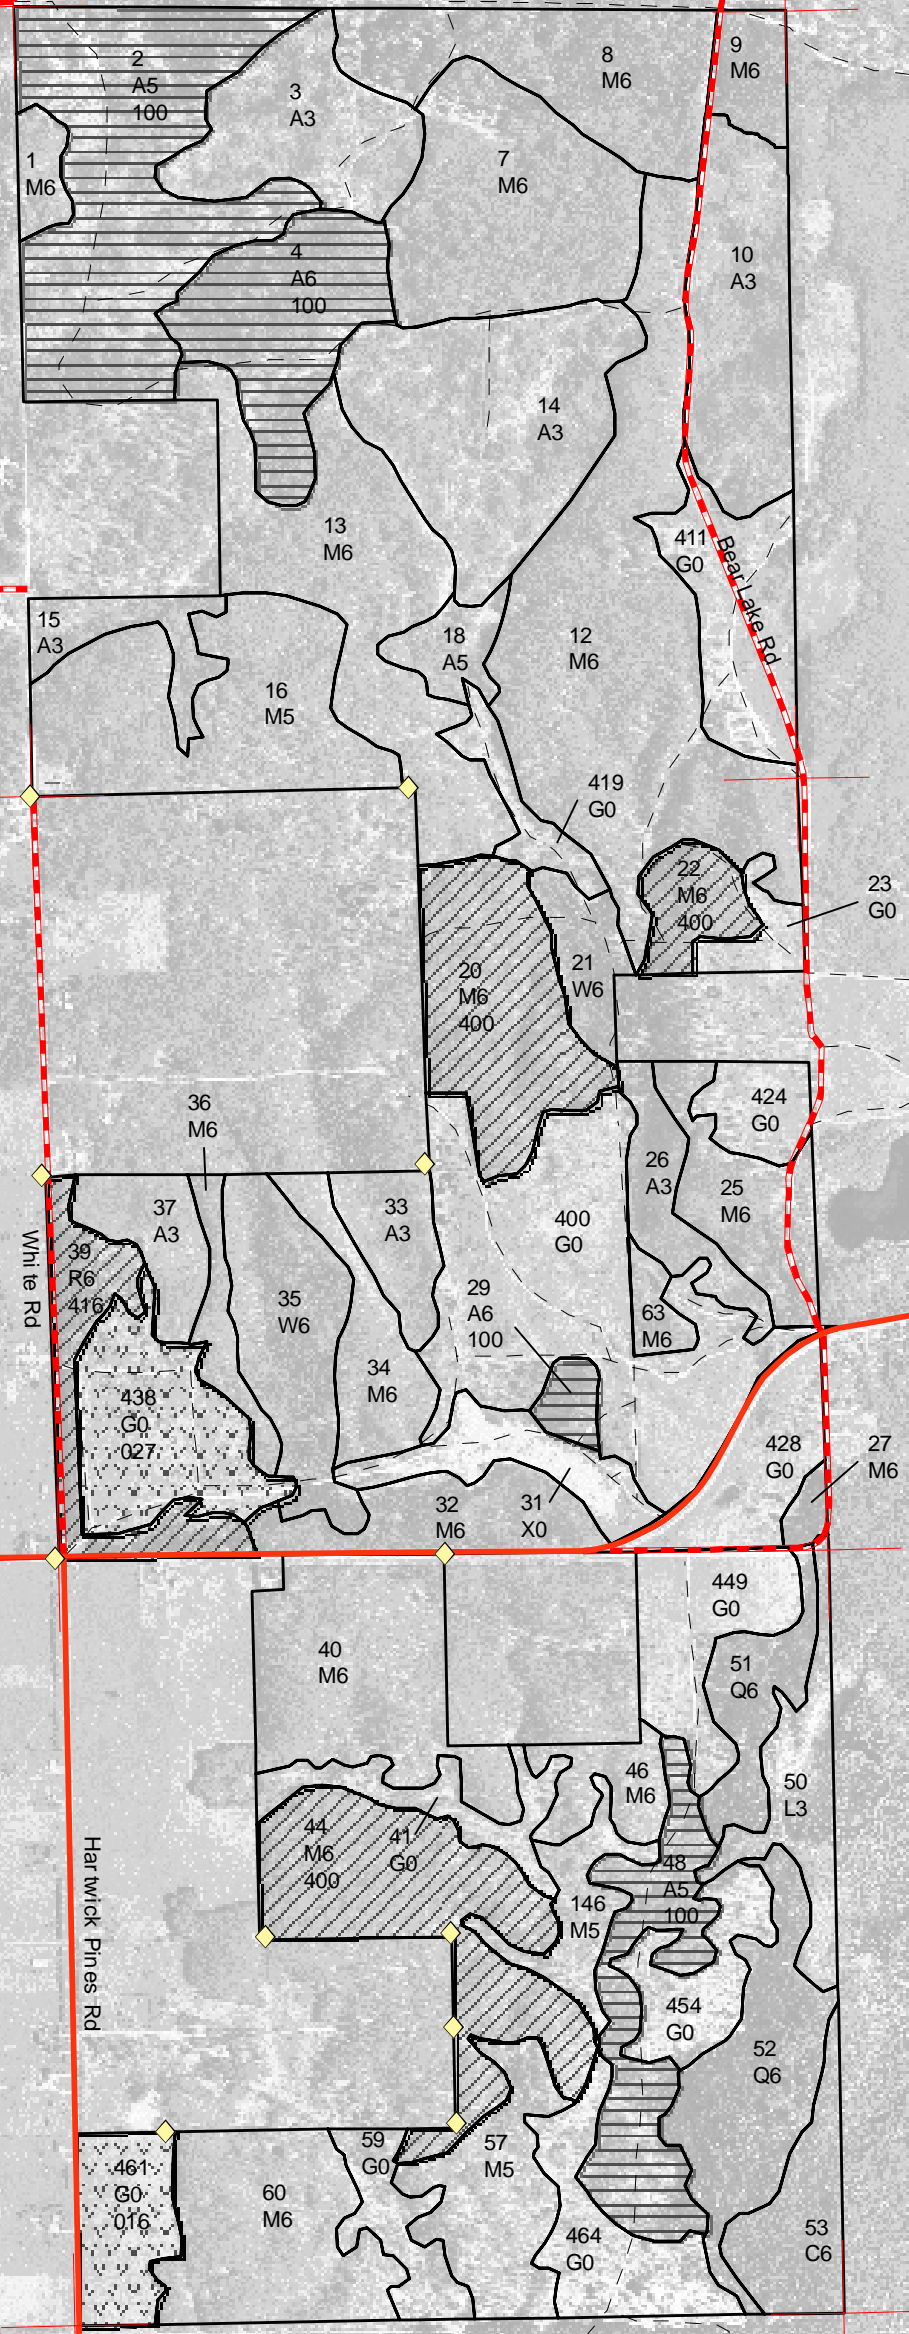 2
A5
100
3
A3
8
M6
9
M6
1
M6
7
M6
4
A6
100
10
A3
14
A3
13
M6
411
G0
Bear Lake Rd
15
A3
18
A5
12
M6
16
M5
419
G0
22
M6
400
23
G0
20
M6
400
21
W6
36
M6
424
G0
26
A3
25
M6
37
A3
33
A3
400
G0
White Rd
39
R6
416
35
W6
29
A6
100
63
M6
34
M6
438
G0
027
428
G0
27
M6
32
M6
31
X0
449
G0
40
M6
51
Q6
46
M6
50
L3
44
M6
400
41
G0
48
A5
100
146
M5
Hartwick Pines Rd
454
G0
52
Q6
59
G0
57
M5
461
G0
016
60
M6
464
G0
53
C6